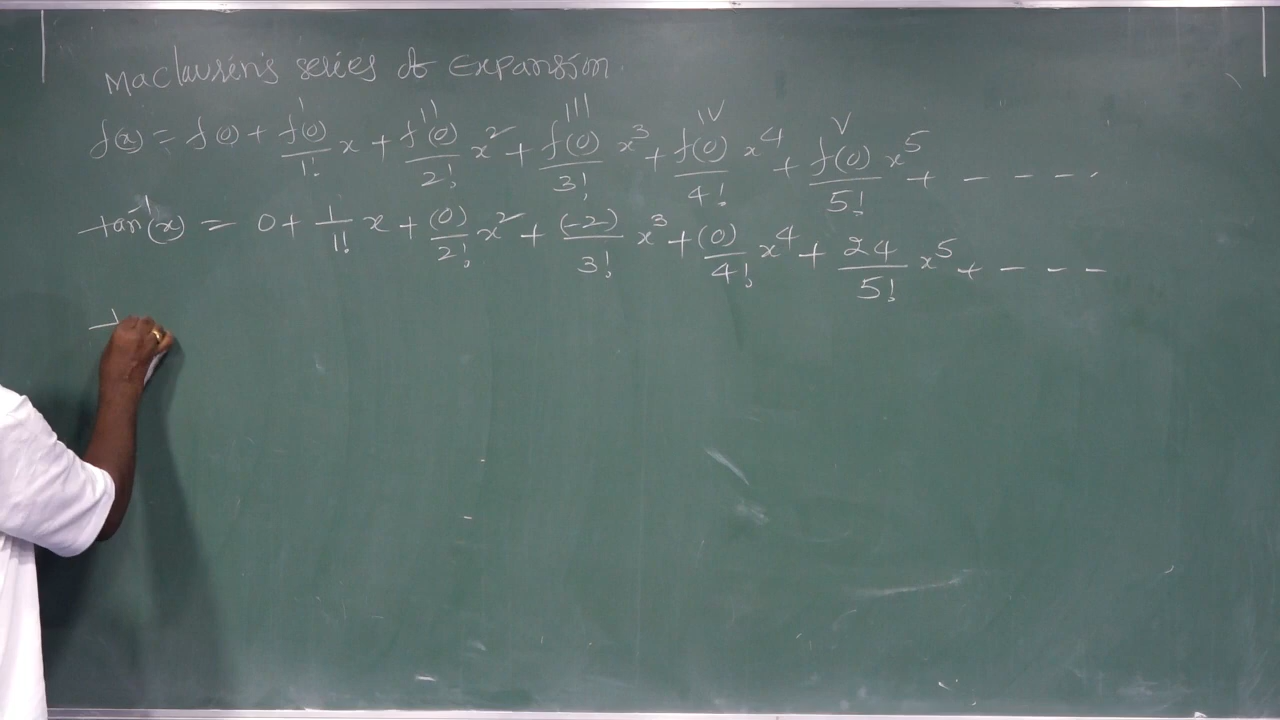 Maclaurin's series of Expansion.
f(x) = f(0) + f'(0)/1! x + f''(0)/2! x² + f'''(0)/3! x³ + f^IV(0)/4! x⁴ + f^V(0)/5! x⁵ + - - - -
tan⁻¹(x) = 0 + 1/1! x + (0)/2! x² + (-2)/3! x³ + (0)/4! x⁴ + 24/5! x⁵ + - - -